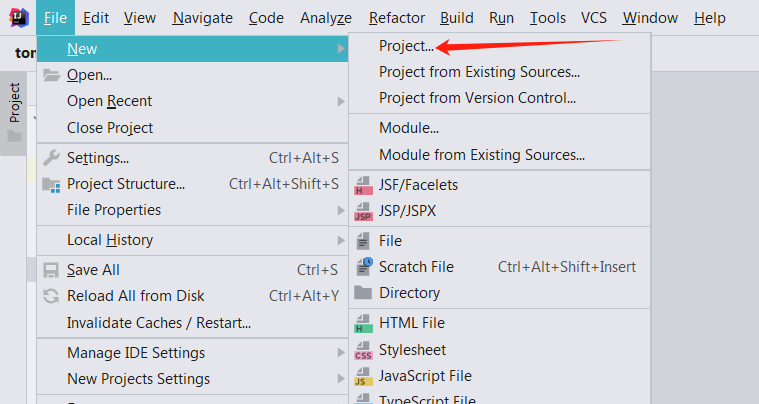 File Edit View Navigate Code Analyze Refactor Build Run Tools VCS Window Help
tor
Project
New
Open...
Open Recent
Close Project
Settings... Ctrl+Alt+S
Project Structure... Ctrl+Alt+Shift+S
File Properties
Local History
Save All Ctrl+S
Reload All from Disk Ctrl+Alt+Y
Invalidate Caches / Restart...
Manage IDE Settings
New Projects Settings
Project...
Project from Existing Sources...
Project from Version Control...
Module...
Module from Existing Sources...
JSF/Facelets
JSP/JSPX
File
Scratch File Ctrl+Alt+Shift+Insert
Directory
HTML File
Stylesheet
JavaScript File
TypeScript File